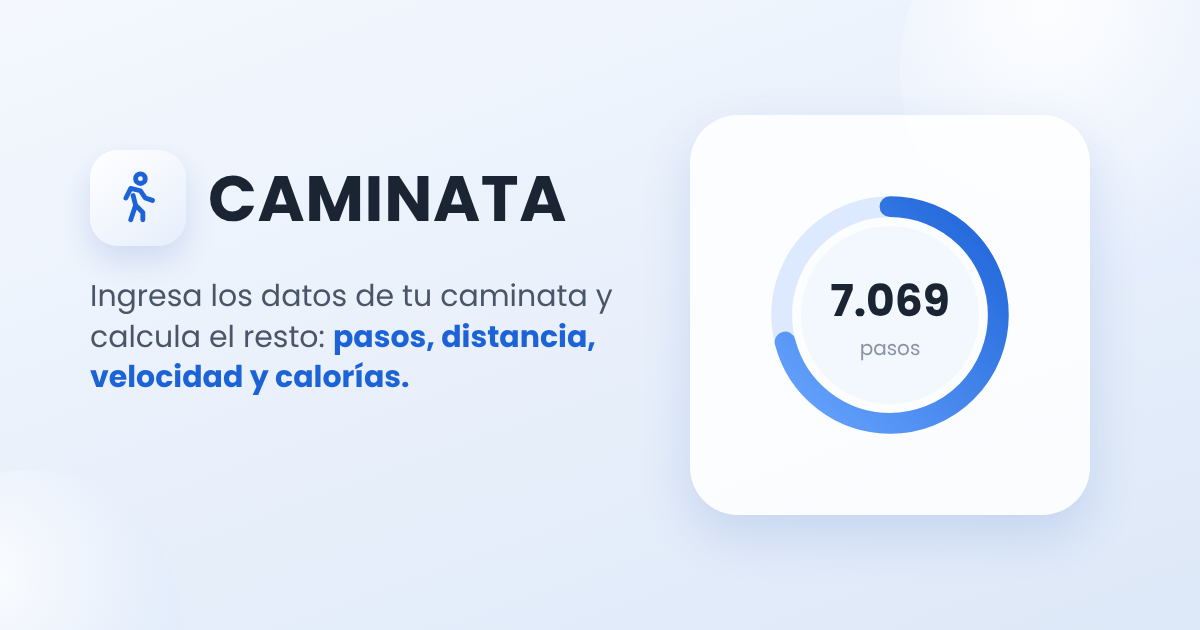 CAMINATA
Ingresa los datos de tu caminata y
calcula el resto: pasos, distancia,
velocidad y calorías.
7.069
pasos